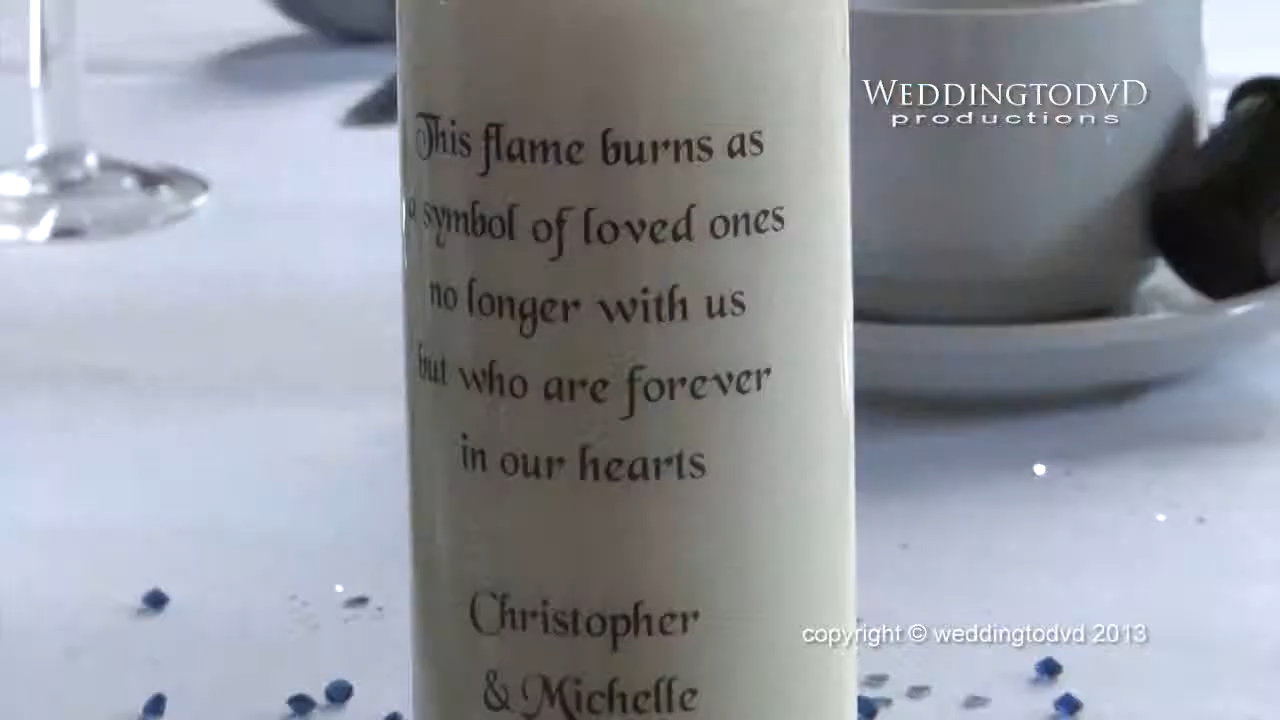 WEDDINGTODVD
productions
This flame burns as
a symbol of loved ones
no longer with us
but who are forever
in our hearts
Christopher
& Michelle
copyright © weddingtodvd 2013